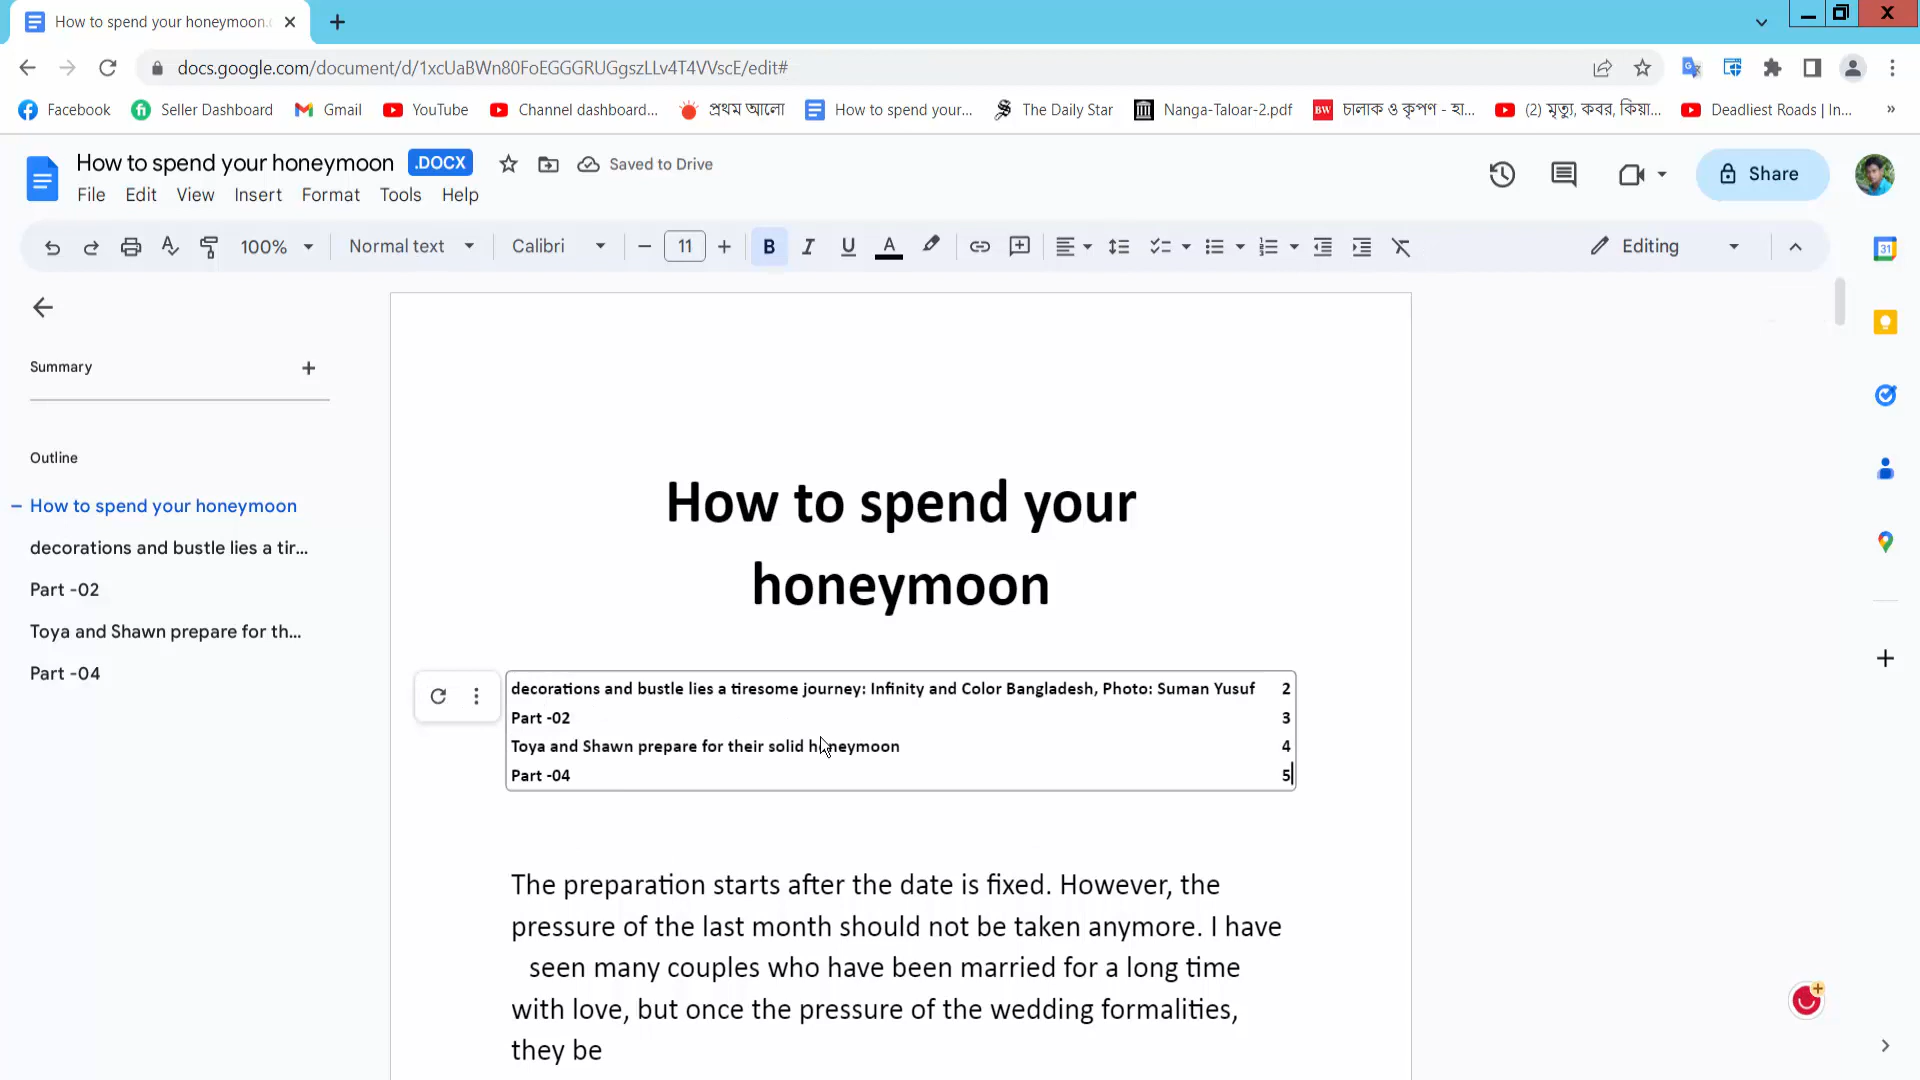 How to spend your honeymoon.
docs.google.com/document/d/1xcUaBWn80FoEGGGRUGgszLLv4T4VVscE/edit#
Facebook Seller Dashboard Gmail YouTube Channel dashboard... প্রথম আলো How to spend your... The Daily Star Nanga-Taloar-2.pdf BW চালাক ও কৃপণ - হা... (2) মৃত্যু, কবর, কিয়া... Deadliest Roads | In... »
How to spend your honeymoon .DOCX Saved to Drive
Share
File Edit View Insert Format Tools Help
100% Normal text Calibri 11 B I U A Editing
31
Summary
Outline
How to spend your honeymoon
decorations and bustle lies a tir...
Part -02
Toya and Shawn prepare for th...
Part -04
How to spend your
honeymoon
decorations and bustle lies a tiresome journey: Infinity and Color Bangladesh, Photo: Suman Yusuf 2
Part -02 3
Toya and Shawn prepare for their solid honeymoon 4
Part -04 5
The preparation starts after the date is fixed. However, the
pressure of the last month should not be taken anymore. I have
seen many couples who have been married for a long time
with love, but once the pressure of the wedding formalities,
they be